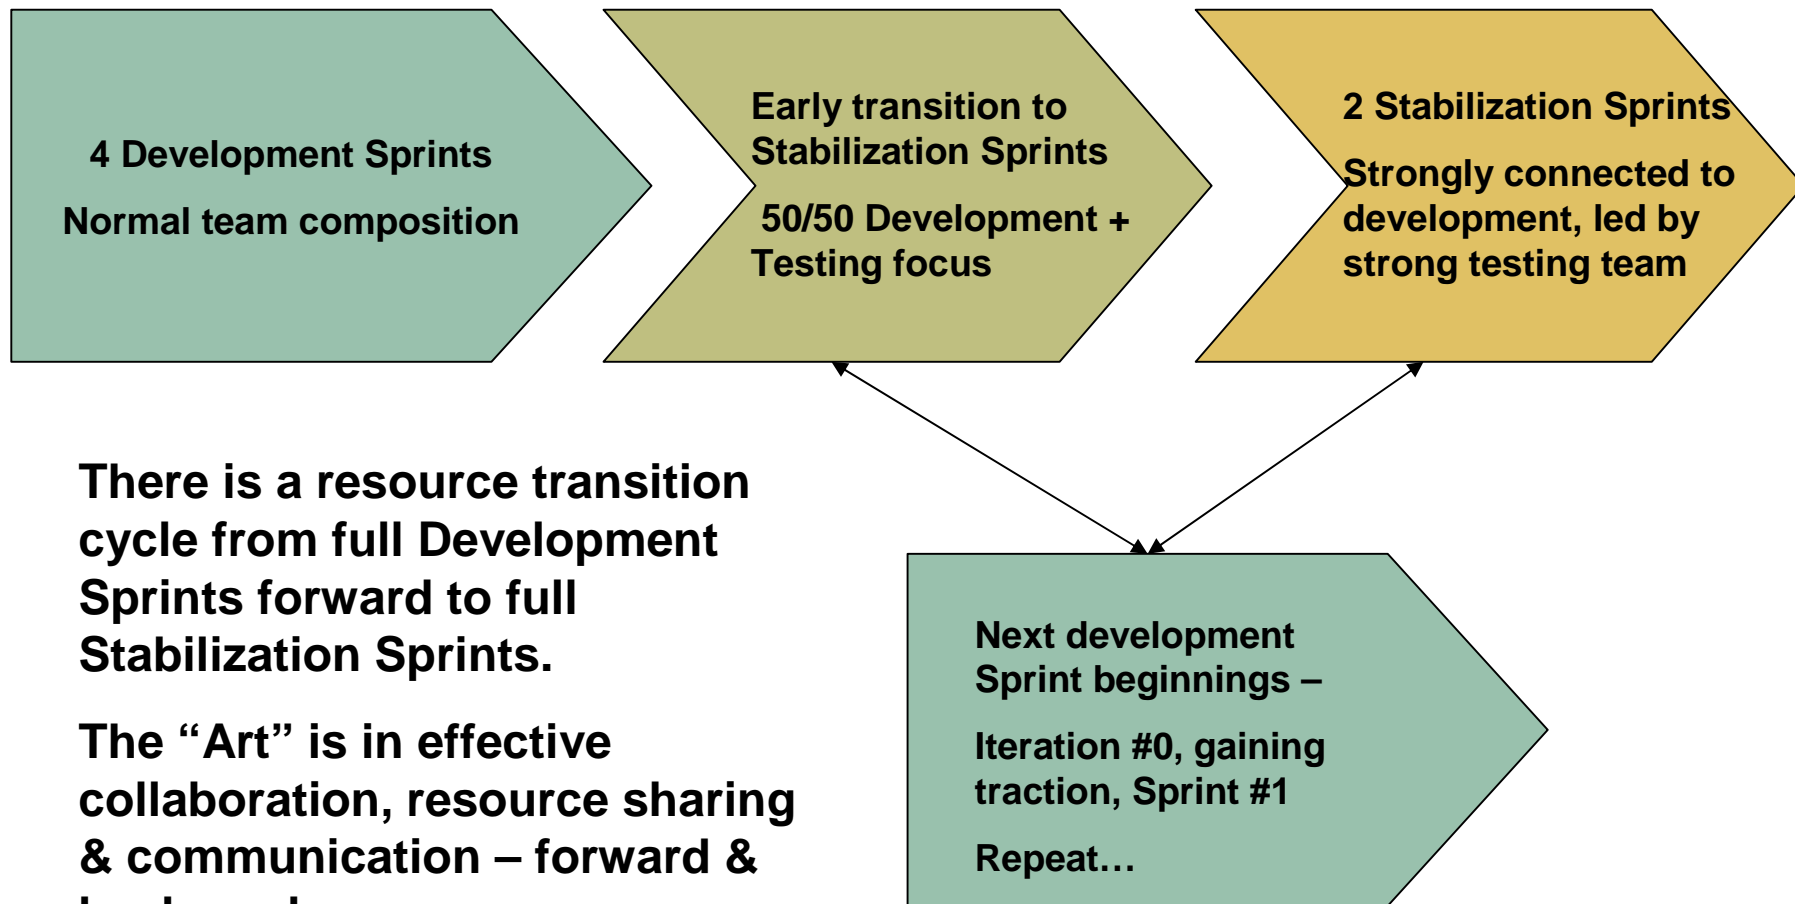 4 Development Sprints
Normal team composition
Early transition to
Stabilization Sprints
50/50 Development +
Testing focus
2 Stabilization Sprints
Strongly connected to
development, led by
strong testing team
There is a resource transition
cycle from full Development
Sprints forward to full
Stabilization Sprints.
The “Art” is in effective
collaboration, resource sharing
& communication – forward &
Next development
Sprint beginnings –
Iteration #0, gaining
traction, Sprint #1
Repeat…